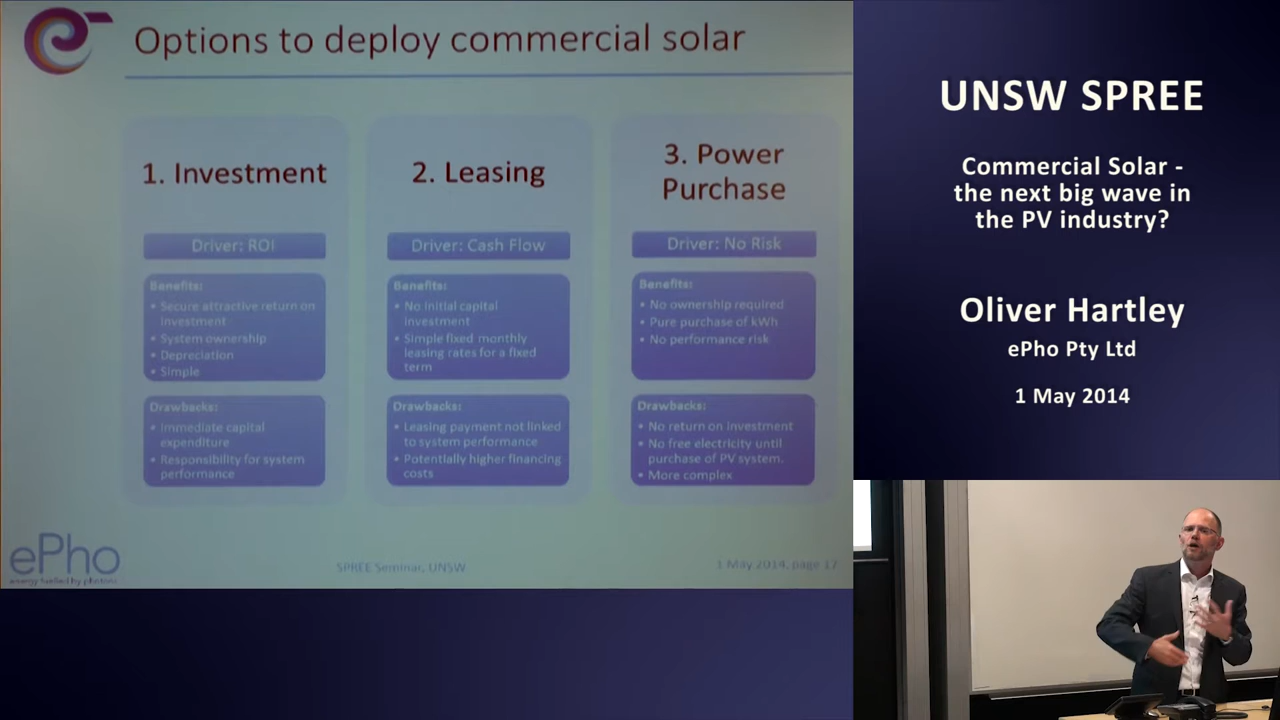 Options to deploy commercial solar
1. Investment
Driver: ROI
Benefits:
• Secure attractive return on
investment
• System ownership
• Depreciation
• Simple
Drawbacks:
• Immediate capital
expenditure
• Responsibility for system
performance
2. Leasing
Driver: Cash Flow
Benefits:
• No initial capital
investment
• Simple fixed monthly
leasing rates for a fixed
term
Drawbacks:
• Leasing payment not linked
to system performance
• Potentially higher financing
costs
3. Power
Purchase
Driver: No Risk
Benefits:
• No ownership required
• Pure purchase of kWh
• No performance risk
Drawbacks:
• No return on investment
• No free electricity until
purchase of PV system.
• More complex
ePho
energy fuelled by photons
SPREE Seminar, UNSW
1 May 2014, page 17
UNSW SPREE
Commercial Solar -
the next big wave in
the PV industry?
Oliver Hartley
ePho Pty Ltd
1 May 2014